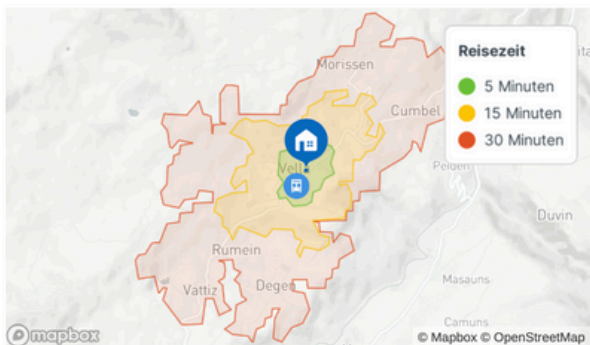 Reisezeit
5 Minuten
15 Minuten
30 Minuten
Morissen
Cumbel
Peiden
Duvin
Rumein
Degen
Vattiz
Masauns
Camuns
mapbox
© Mapbox © OpenStreetMap